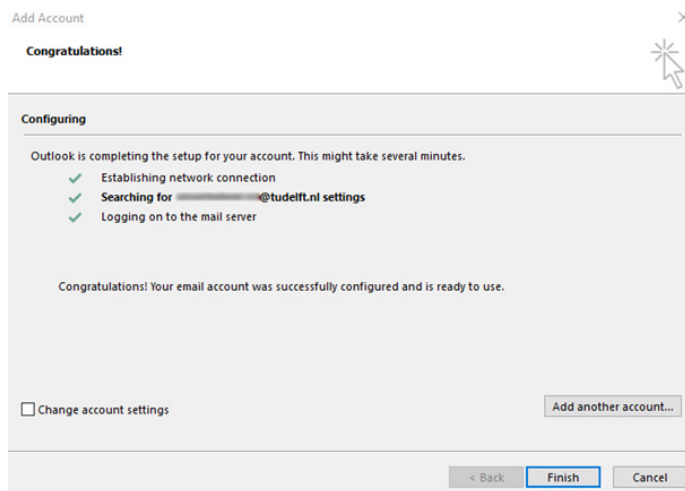 Add Account
Congratulations!
Configuring
Outlook is completing the setup for your account. This might take several minutes.
Establishing network connection
Searching for @tudelft.nl settings
Logging on to the mail server
Congratulations! Your email account was successfully configured and is ready to use.
Change account settings
Add another account...
< Back Finish Cancel